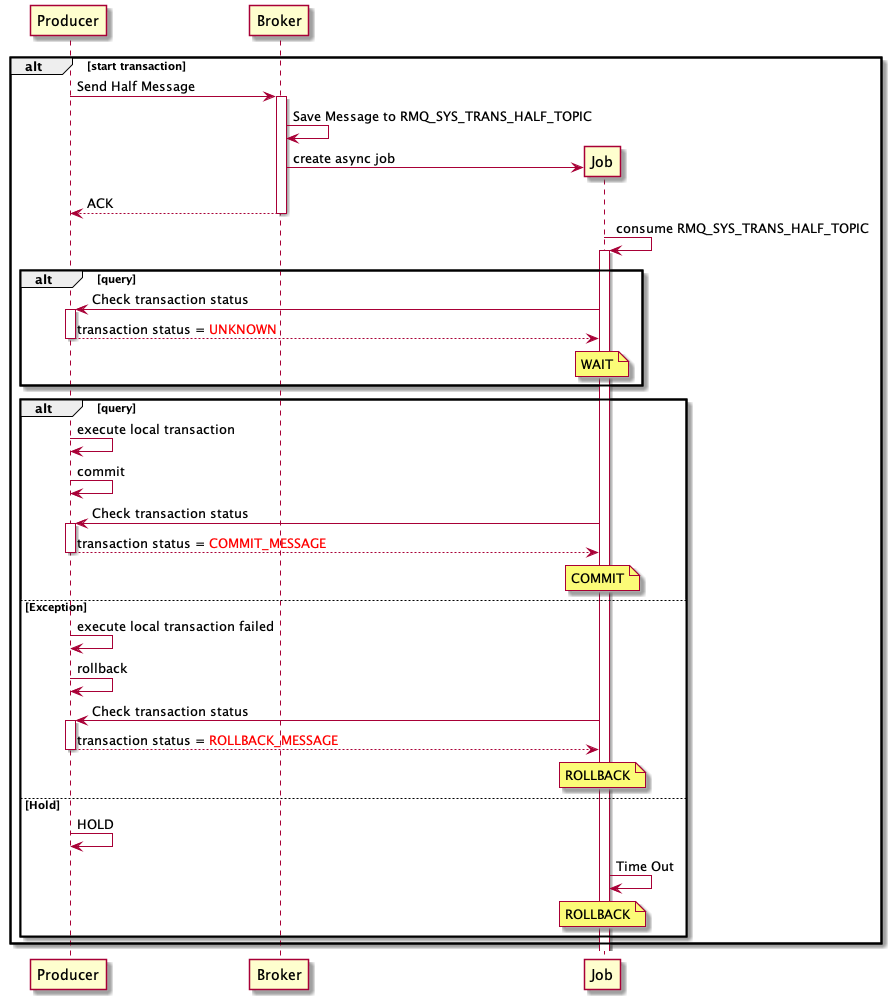 Producer
Broker
alt
[start transaction]
Send Half Message
Save Message to RMQ_SYS_TRANS_HALF_TOPIC
create async job
Job
ACK
consume RMQ_SYS_TRANS_HALF_TOPIC
alt
[query]
Check transaction status
transaction status = UNKNOWN
WAIT
alt
[query]
execute local transaction
commit
Check transaction status
transaction status = COMMIT_MESSAGE
COMMIT
[Exception]
execute local transaction failed
rollback
Check transaction status
transaction status = ROLLBACK_MESSAGE
ROLLBACK
[Hold]
HOLD
Time Out
ROLLBACK
Producer
Broker
Job